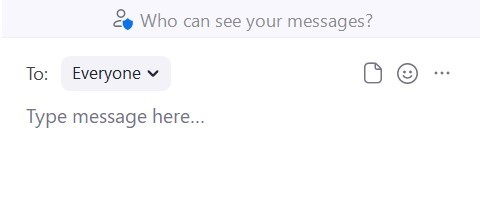 Who can see your messages?
To: Everyone
Type message here...